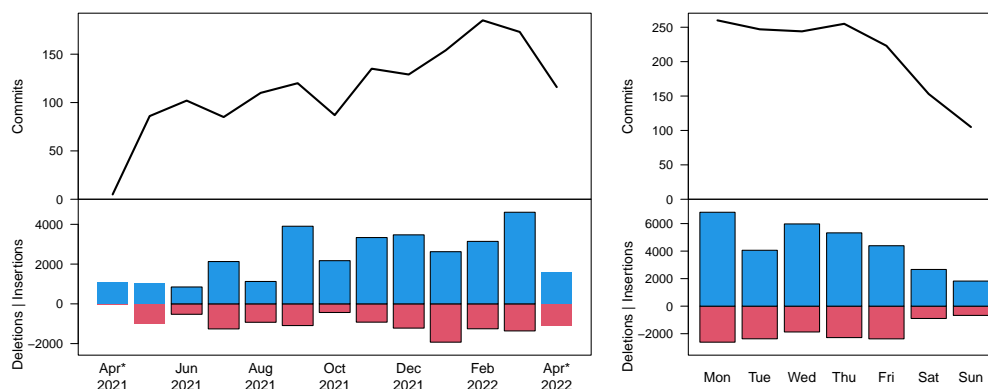 Commits
150
100
50
0
Deletions | Insertions
4000
2000
0
−2000
Apr* Jun Aug Oct Dec Feb Apr*
2021 2021 2021 2021 2021 2022 2022
Commits
250
200
150
100
50
0
Deletions | Insertions
6000
4000
2000
0
−2000
Mon Tue Wed Thu Fri Sat Sun